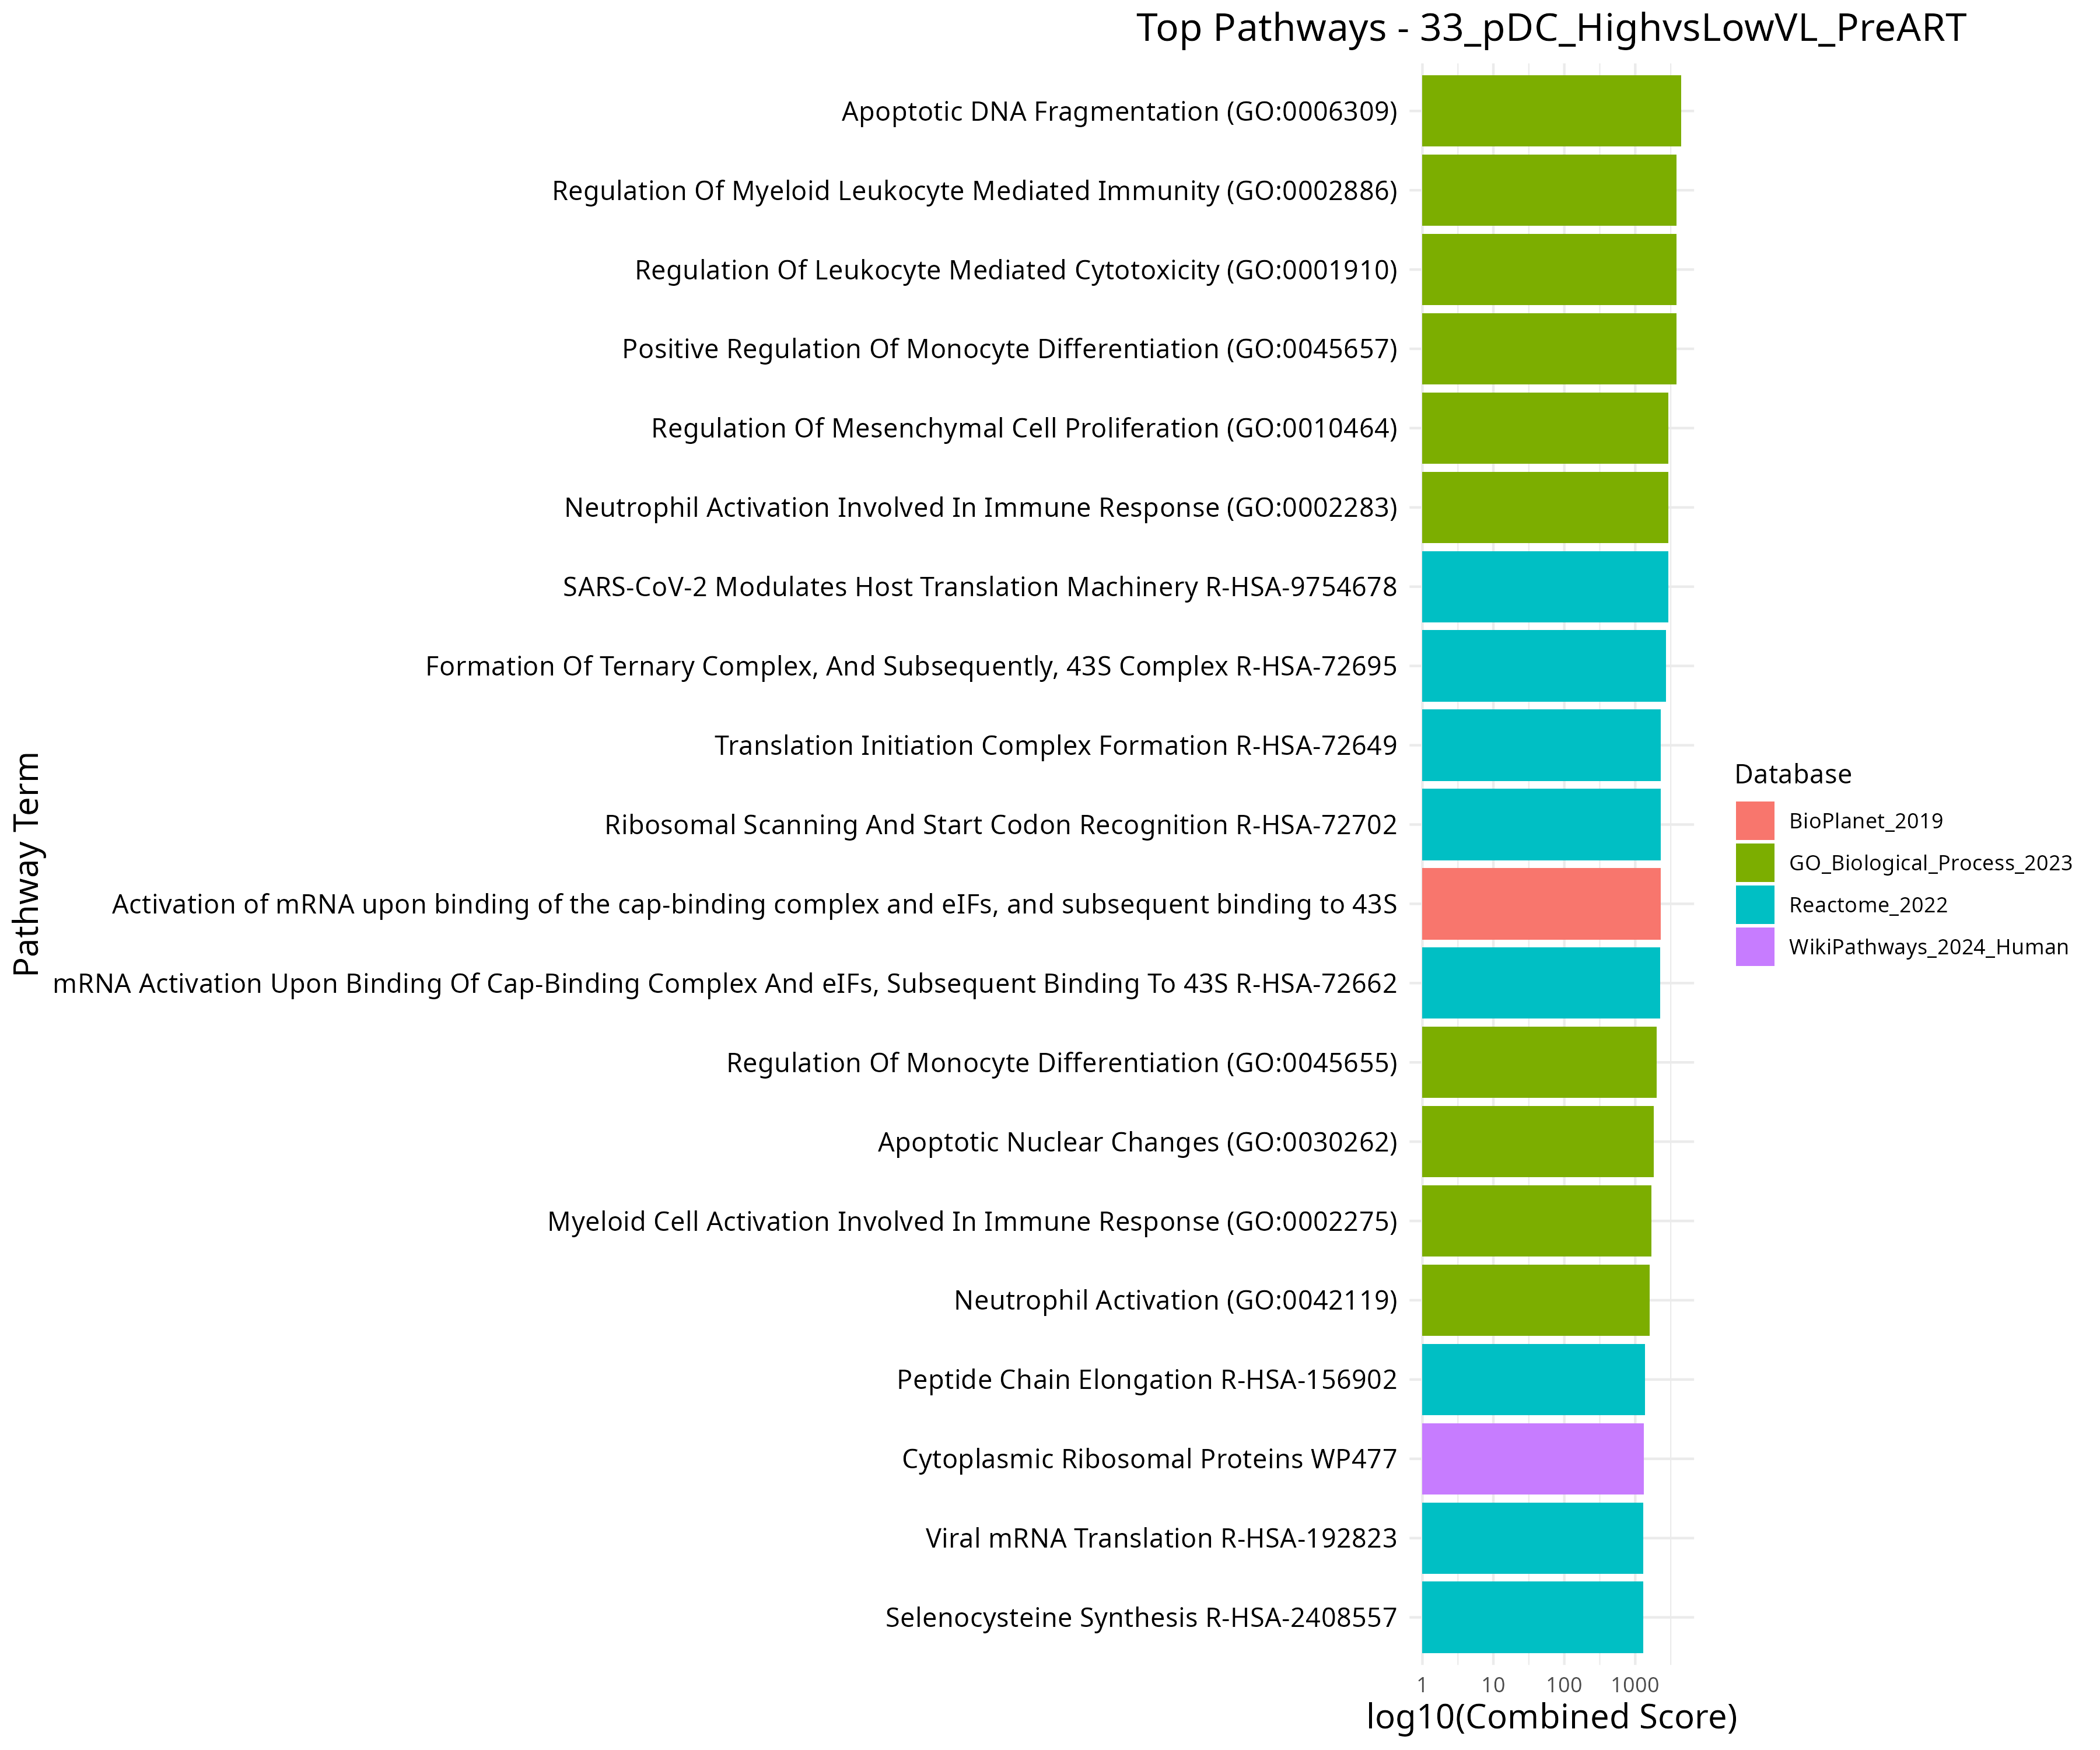 Top Pathways - 33_pDC_HighvsLowVL_PreART
Pathway Term
Apoptotic DNA Fragmentation (GO:0006309)
Regulation Of Myeloid Leukocyte Mediated Immunity (GO:0002886)
Regulation Of Leukocyte Mediated Cytotoxicity (GO:0001910)
Positive Regulation Of Monocyte Differentiation (GO:0045657)
Regulation Of Mesenchymal Cell Proliferation (GO:0010464)
Neutrophil Activation Involved In Immune Response (GO:0002283)
SARS-CoV-2 Modulates Host Translation Machinery R-HSA-9754678
Formation Of Ternary Complex, And Subsequently, 43S Complex R-HSA-72695
Translation Initiation Complex Formation R-HSA-72649
Ribosomal Scanning And Start Codon Recognition R-HSA-72702
Activation of mRNA upon binding of the cap-binding complex and eIFs, and subsequent binding to 43S
mRNA Activation Upon Binding Of Cap-Binding Complex And eIFs, Subsequent Binding To 43S R-HSA-72662
Regulation Of Monocyte Differentiation (GO:0045655)
Apoptotic Nuclear Changes (GO:0030262)
Myeloid Cell Activation Involved In Immune Response (GO:0002275)
Neutrophil Activation (GO:0042119)
Peptide Chain Elongation R-HSA-156902
Cytoplasmic Ribosomal Proteins WP477
Viral mRNA Translation R-HSA-192823
Selenocysteine Synthesis R-HSA-2408557
1 10 100 1000
log10(Combined Score)
Database
BioPlanet_2019
GO_Biological_Process_2023
Reactome_2022
WikiPathways_2024_Human